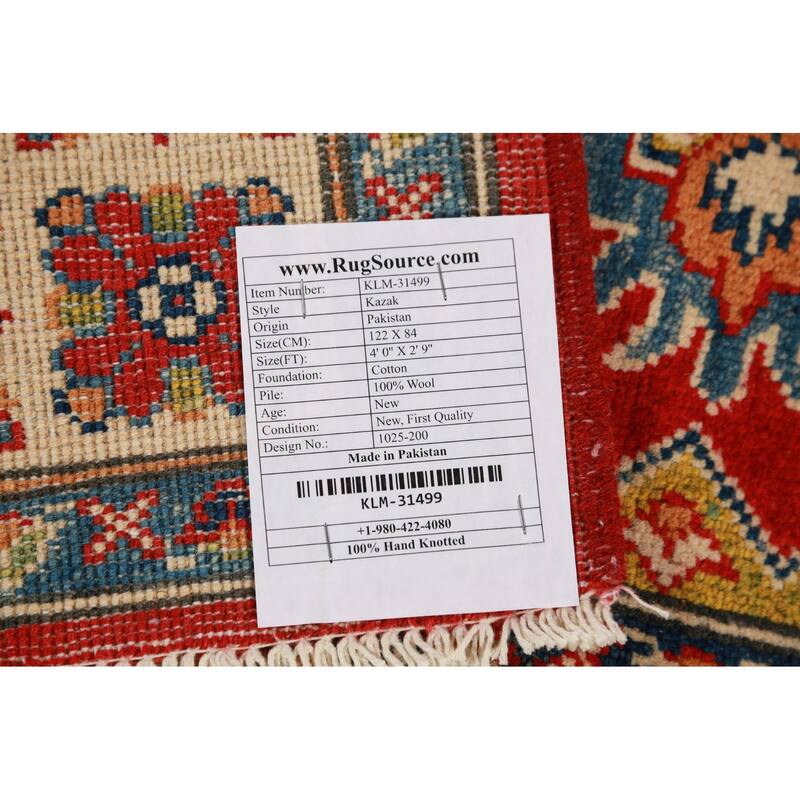 www.RugSource.com
Item Number: KLM-31499
Style Kazak
Origin Pakistan
Size(CM): 122 X 84
Size(FT): 4' 0" X 2' 9"
Foundation: Cotton
Pile: 100% Wool
Age: New
Condition: New, First Quality
Design No.: 1025-200
Made in Pakistan
KLM-31499
+1-980-422-4080
100% Hand Knotted